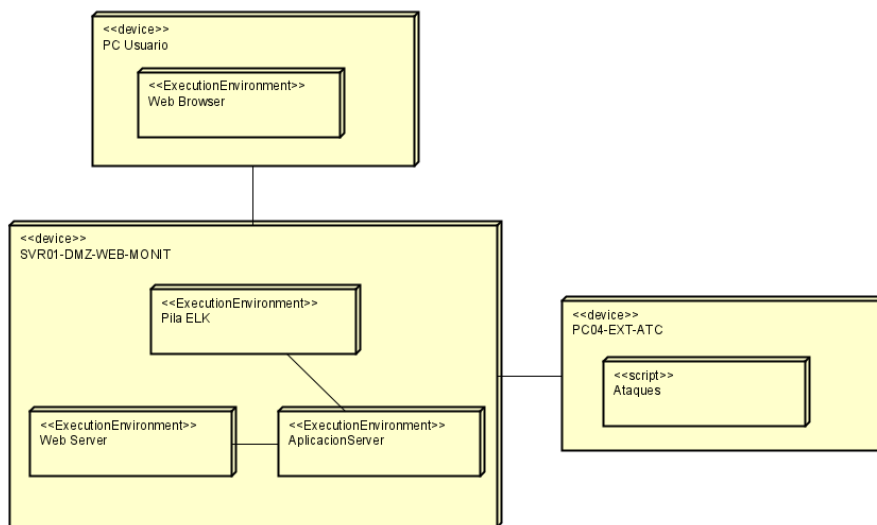 <<device>>
PC Usuario
<<ExecutionEnvironment>>
Web Browser
<<device>>
SVR01-DMZ-WEB-MONIT
<<ExecutionEnvironment>>
Pila ELK
<<ExecutionEnvironment>>
Web Server
<<ExecutionEnvironment>>
AplicacionServer
<<device>>
PC04-EXT-ATC
<<script>>
Ataques